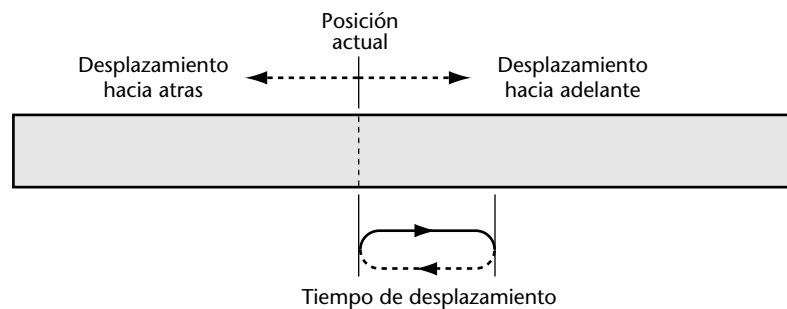 Posición
actual
Desplazamiento
hacia atras
Desplazamiento
hacia adelante
Tiempo de desplazamiento